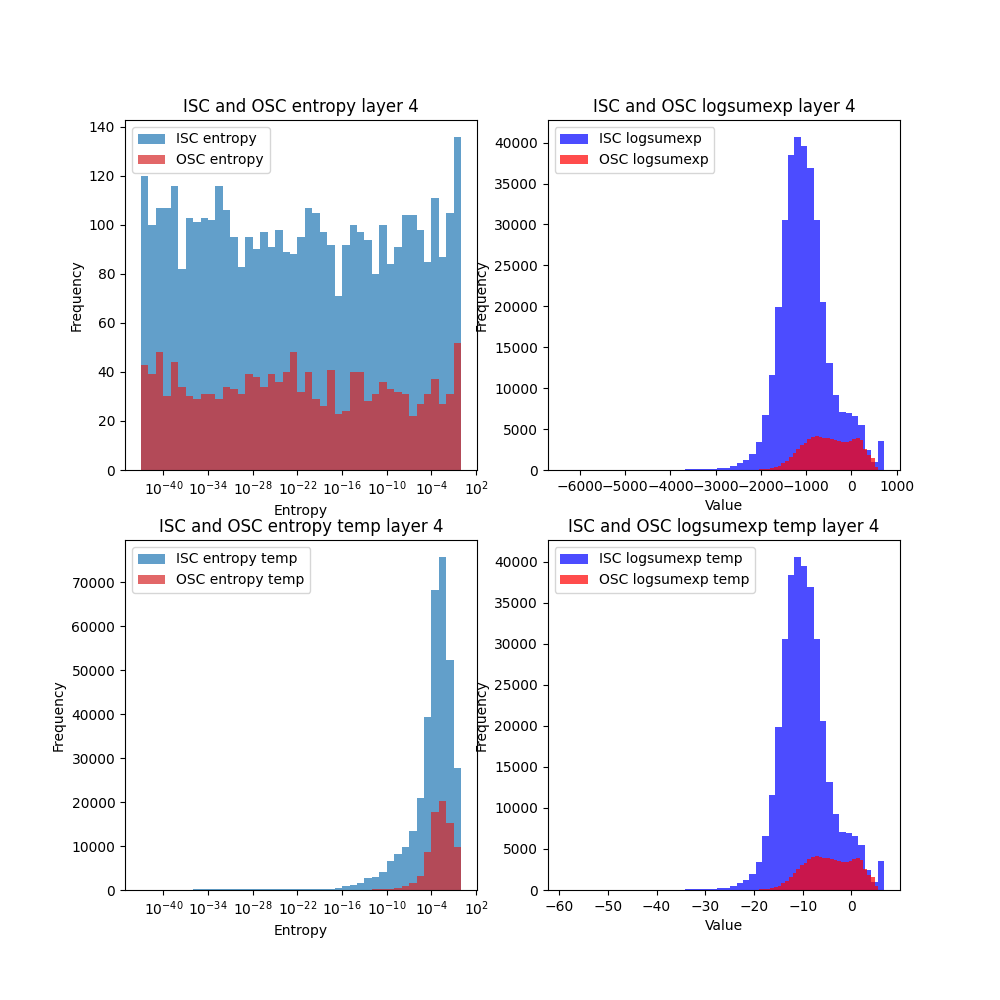 ISC and OSC entropy layer 4
ISC entropy
OSC entropy
Frequency
140
120
100
80
60
40
20
0
10^-40 10^-34 10^-28 10^-22 10^-16 10^-10 10^-4 10^2
Entropy
ISC and OSC logsumexp layer 4
ISC logsumexp
OSC logsumexp
Frequency
40000
35000
30000
25000
20000
15000
10000
5000
0
−6000 −5000 −4000 −3000 −2000 −1000 0 1000
Value
ISC and OSC entropy temp layer 4
ISC entropy temp
OSC entropy temp
Frequency
70000
60000
50000
40000
30000
20000
10000
0
10^-40 10^-34 10^-28 10^-22 10^-16 10^-10 10^-4 10^2
Entropy
ISC and OSC logsumexp temp layer 4
ISC logsumexp temp
OSC logsumexp temp
Frequency
40000
35000
30000
25000
20000
15000
10000
5000
0
−60 −50 −40 −30 −20 −10 0
Value